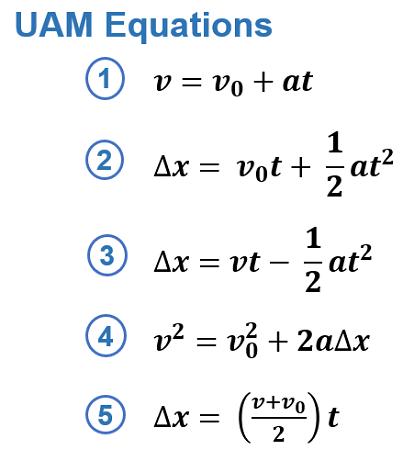 UAM Equations
① v = v₀ + at
② Δx = v₀t + 1/2 at²
③ Δx = vt − 1/2 at²
④ v² = v₀² + 2aΔx
⑤ Δx = ((v+v₀)/2) t